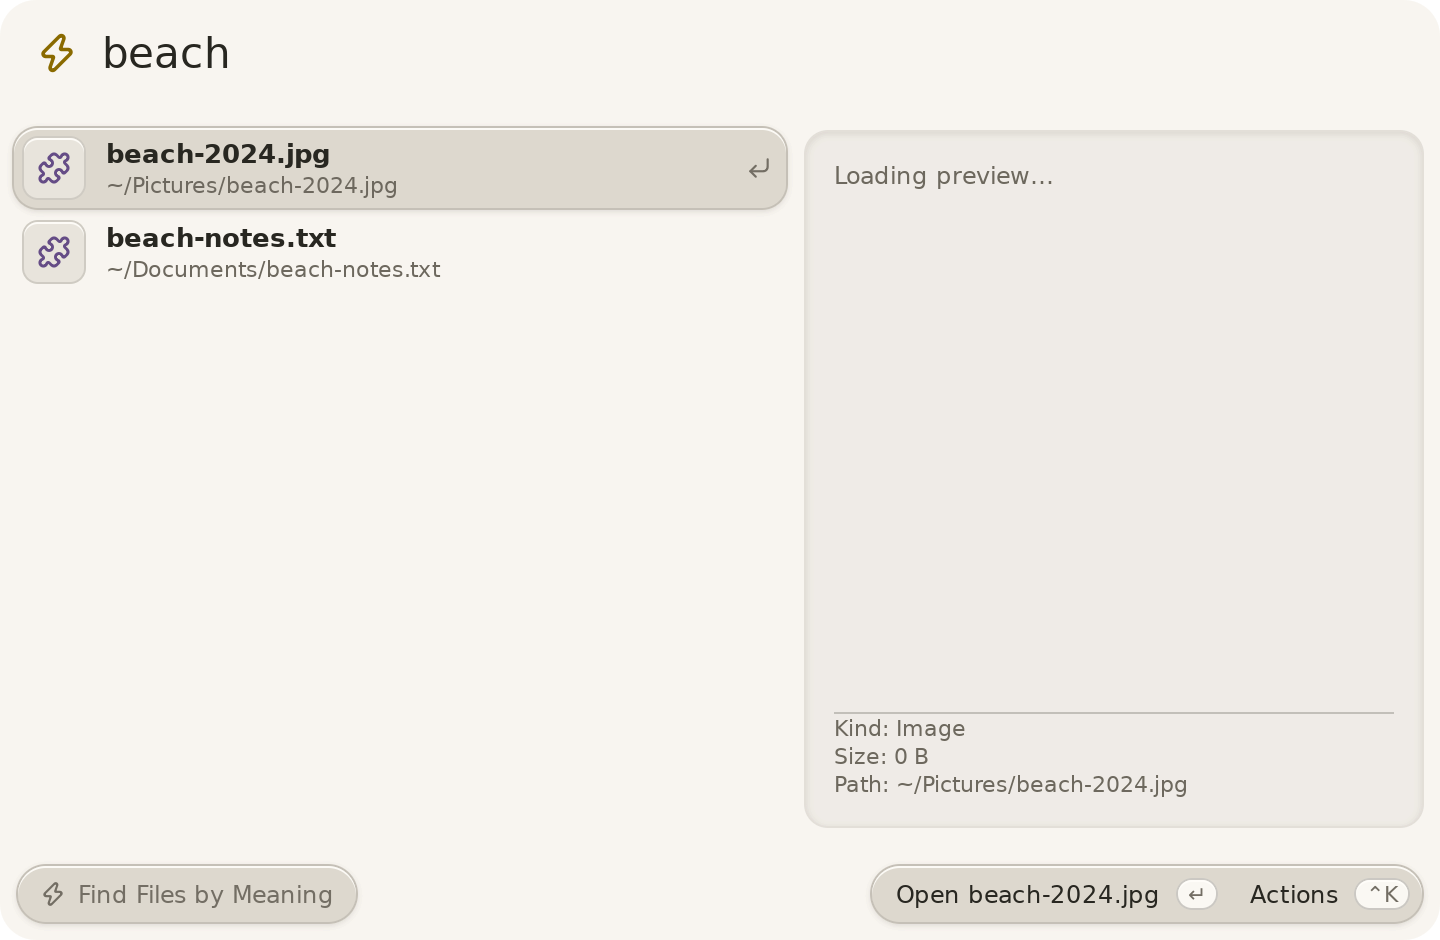 beach
beach-2024.jpg
~/Pictures/beach-2024.jpg
beach-notes.txt
~/Documents/beach-notes.txt
Loading preview…
Kind: Image
Size: 0 B
Path: ~/Pictures/beach-2024.jpg
Find Files by Meaning
Open beach-2024.jpg ↵ Actions ⌃K